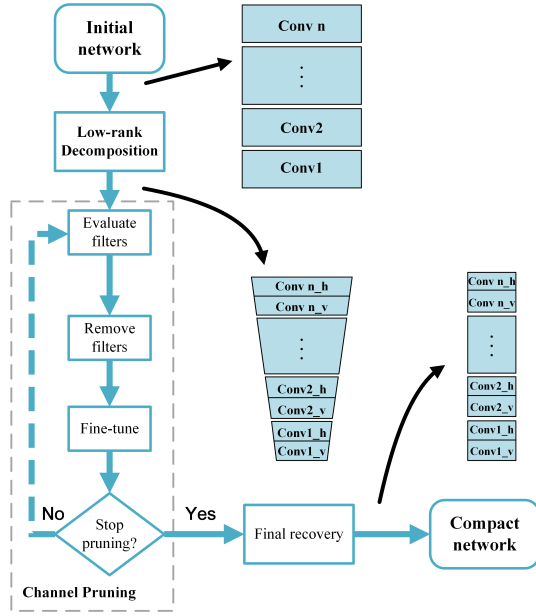 Initial
network
Conv n
Conv2
Conv1
Low-rank
Decomposition
Evaluate
filters
Remove
filters
Fine-tune
Stop
pruning?
No
Yes
Channel Pruning
Conv n_h
Conv n_v
Conv2_h
Conv2_v
Conv1_h
Conv1_v
Conv n_h
Conv n_v
Conv2_h
Conv2_v
Conv1_h
Conv1_v
Final recovery
Compact
network